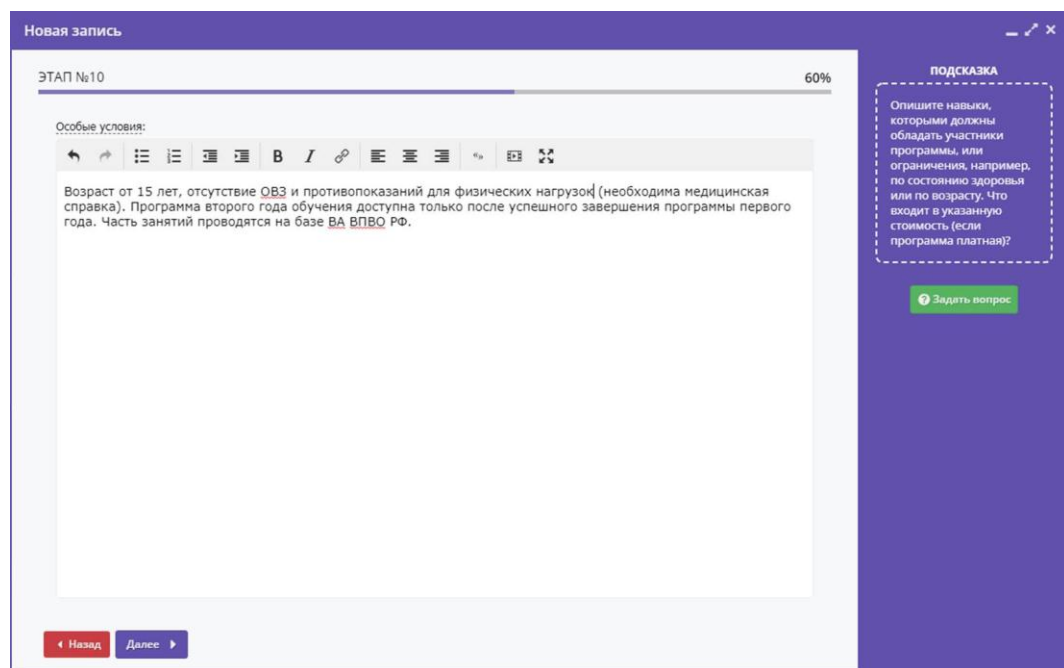 Новая запись
ЭТАП №10
60%
Особые условия:
B I
Возраст от 15 лет, отсутствие ОВЗ и противопоказаний для физических нагрузок (необходима медицинская
справка). Программа второго года обучения доступна только после успешного завершения программы первого
года. Часть занятий проводятся на базе ВА ВПВО РФ.
Назад
Далее
ПОДСКАЗКА
Опишите навыки,
которыми должны
обладать участники
программы, или
ограничения, например,
по состоянию здоровья
или по возрасту. Что
входит в указанную
стоимость (если
программа платная)?
Задать вопрос